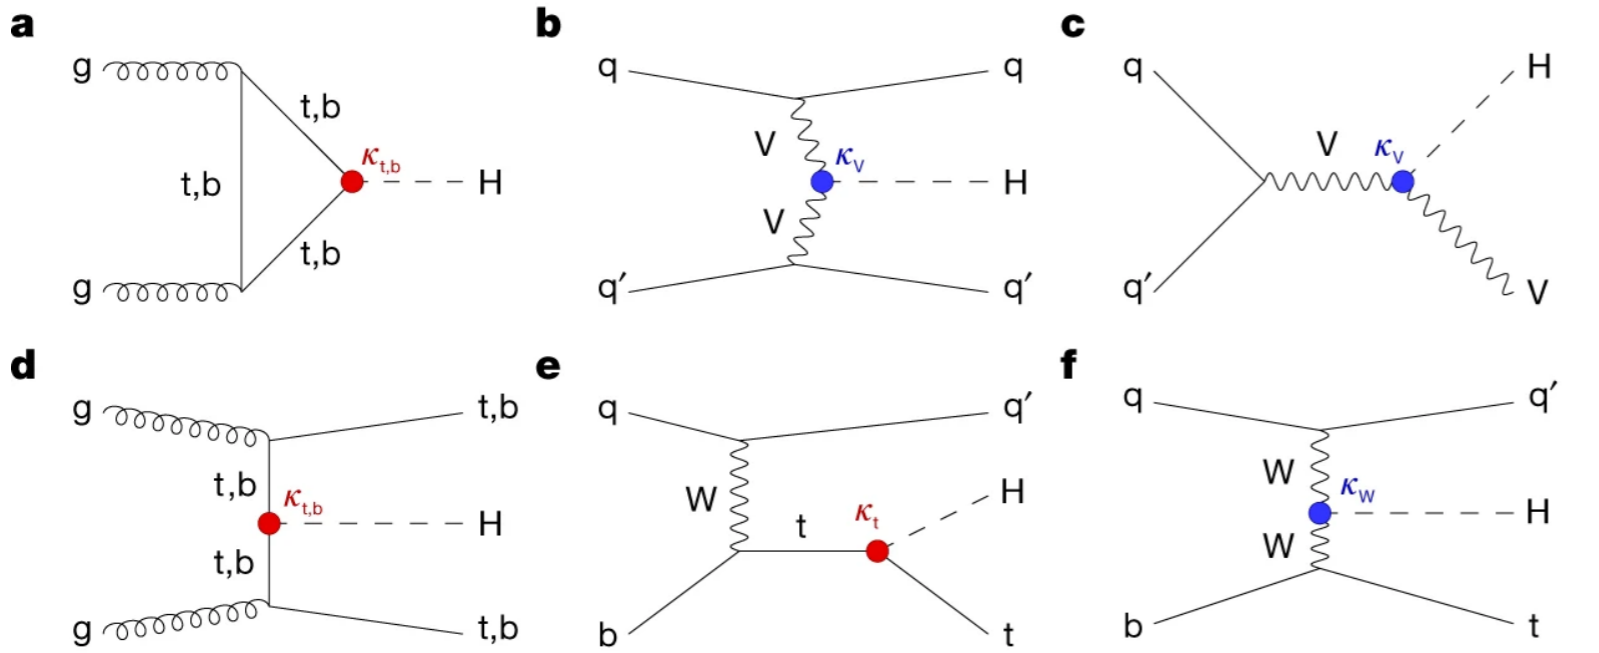 a
g
t,b
κt,b
t,b
H
t,b
g
b
q
q
V
κV
H
V
q′
q′
c
q
H
V
κV
q′
V
d
g
t,b
t,b
κt,b
H
t,b
g
t,b
e
q
q′
W
H
t
κt
b
t
f
q
q′
W
κW
H
W
b
t